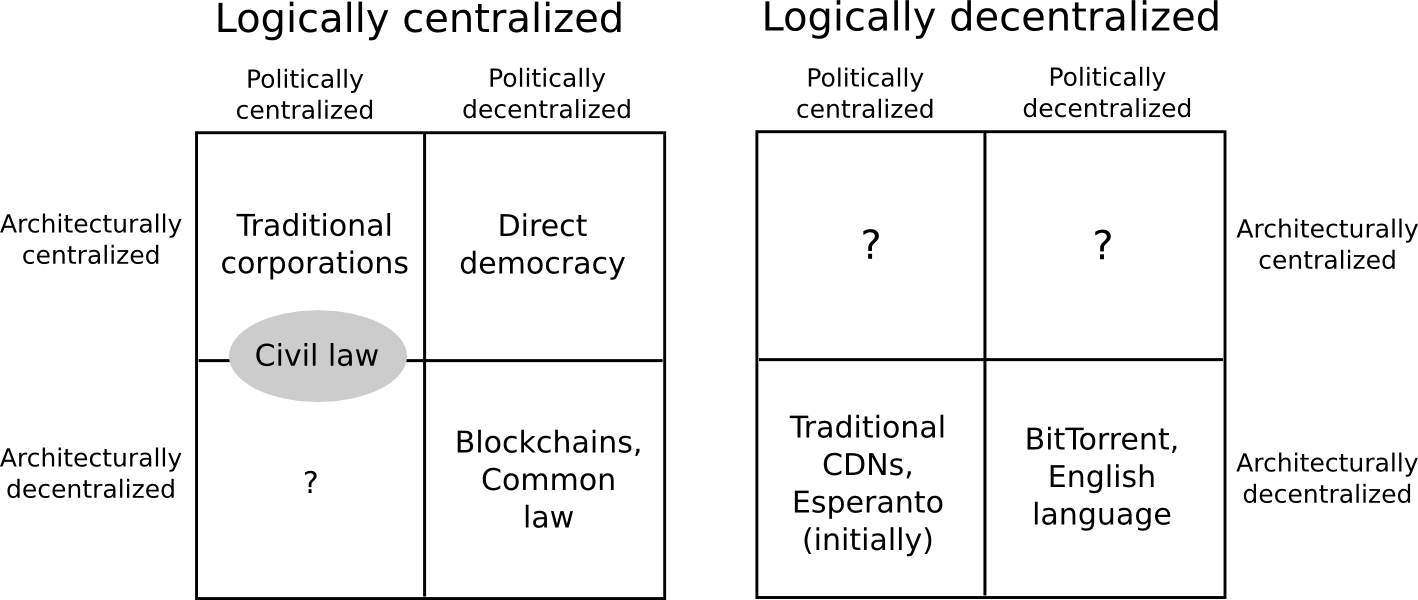 Logically centralized
Logically decentralized
Politically
centralized
Politically
decentralized
Politically
centralized
Politically
decentralized
Architecturally
centralized
Traditional
corporations
Direct
democracy
?
?
Architecturally
centralized
Civil law
Architecturally
decentralized
?
Blockchains,
Common
law
Traditional
CDNs,
Esperanto
(initially)
BitTorrent,
English
language
Architecturally
decentralized